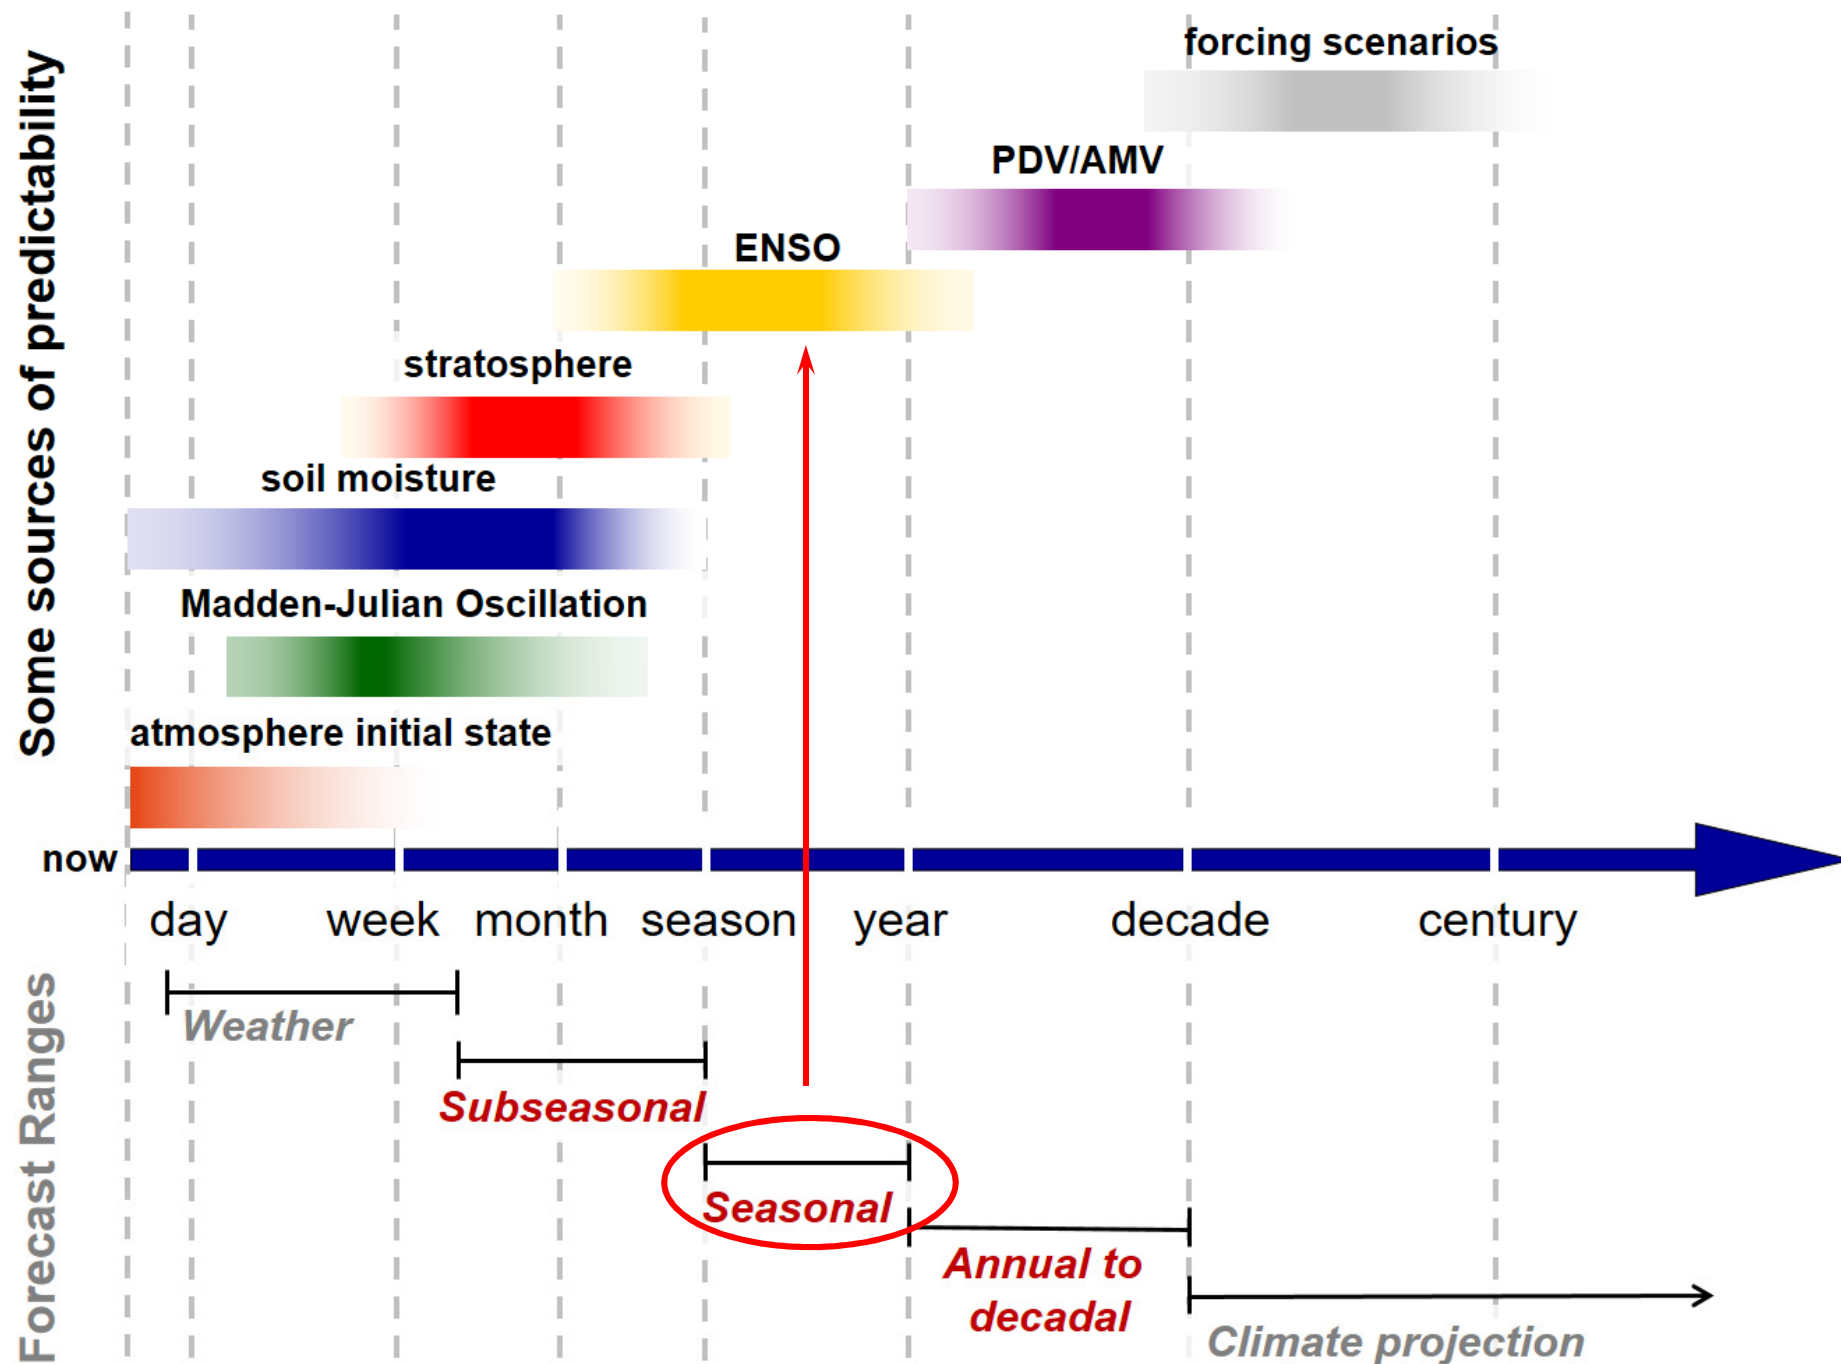 Some sources of predictability
forcing scenarios
PDV/AMV
ENSO
stratosphere
soil moisture
Madden-Julian Oscillation
atmosphere initial state
now
day week month season year decade century
Forecast Ranges
Weather
Subseasonal
Seasonal
Annual to
decadal
Climate projection